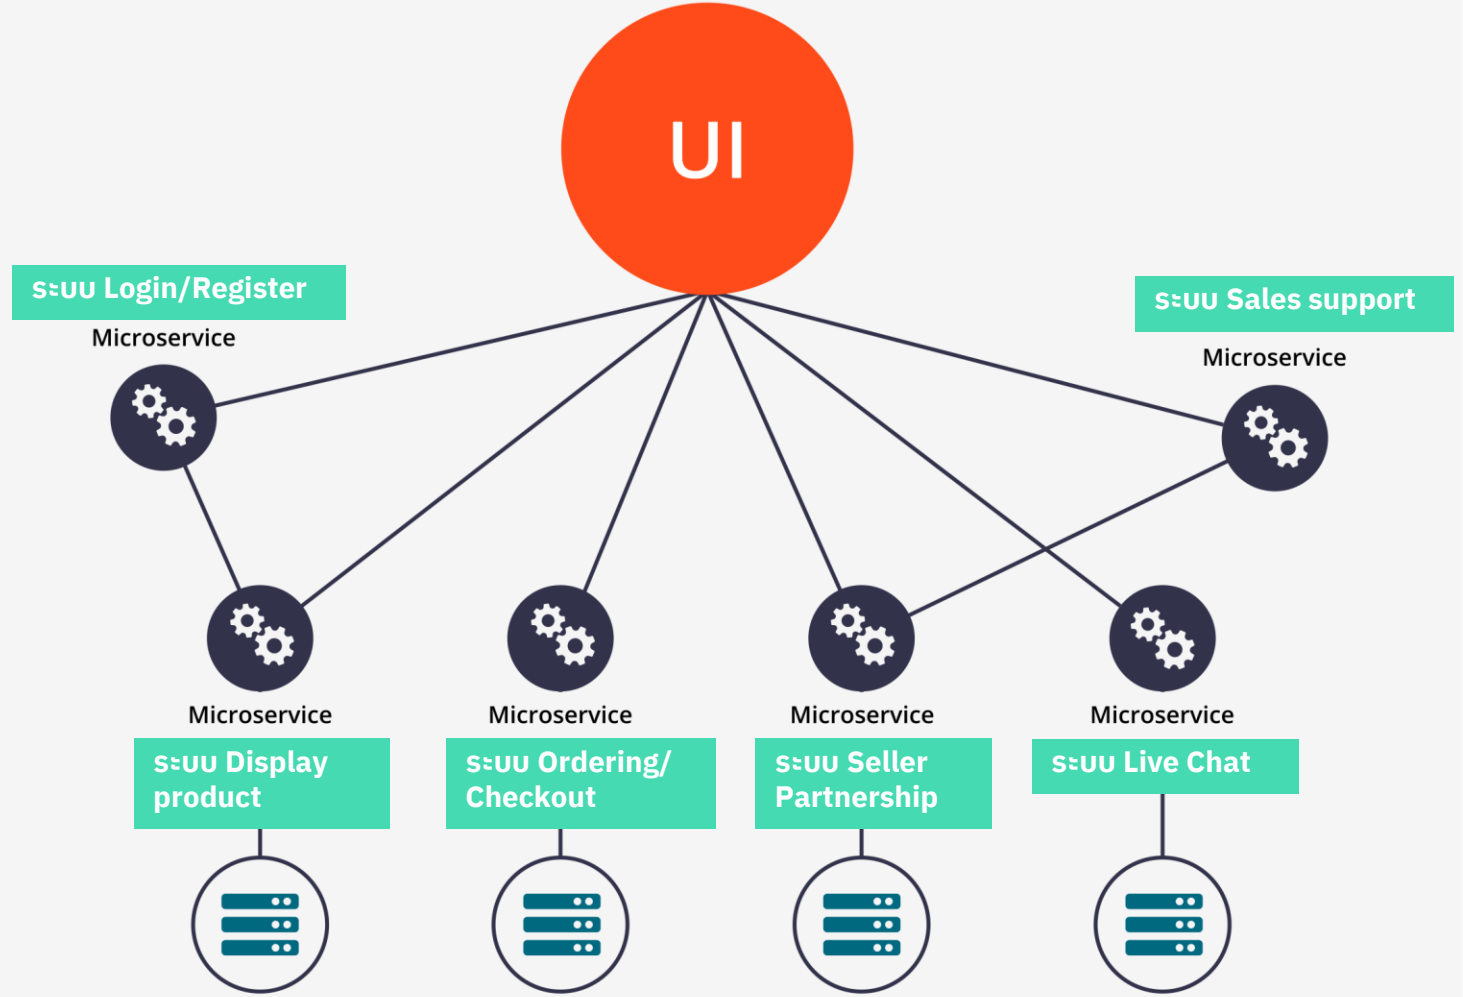 UI
ระบบ Login/Register
Microservice
ระบบ Sales support
Microservice
Microservice
ระบบ Display
product
Microservice
ระบบ Ordering/
Checkout
Microservice
ระบบ Seller
Partnership
Microservice
ระบบ Live Chat